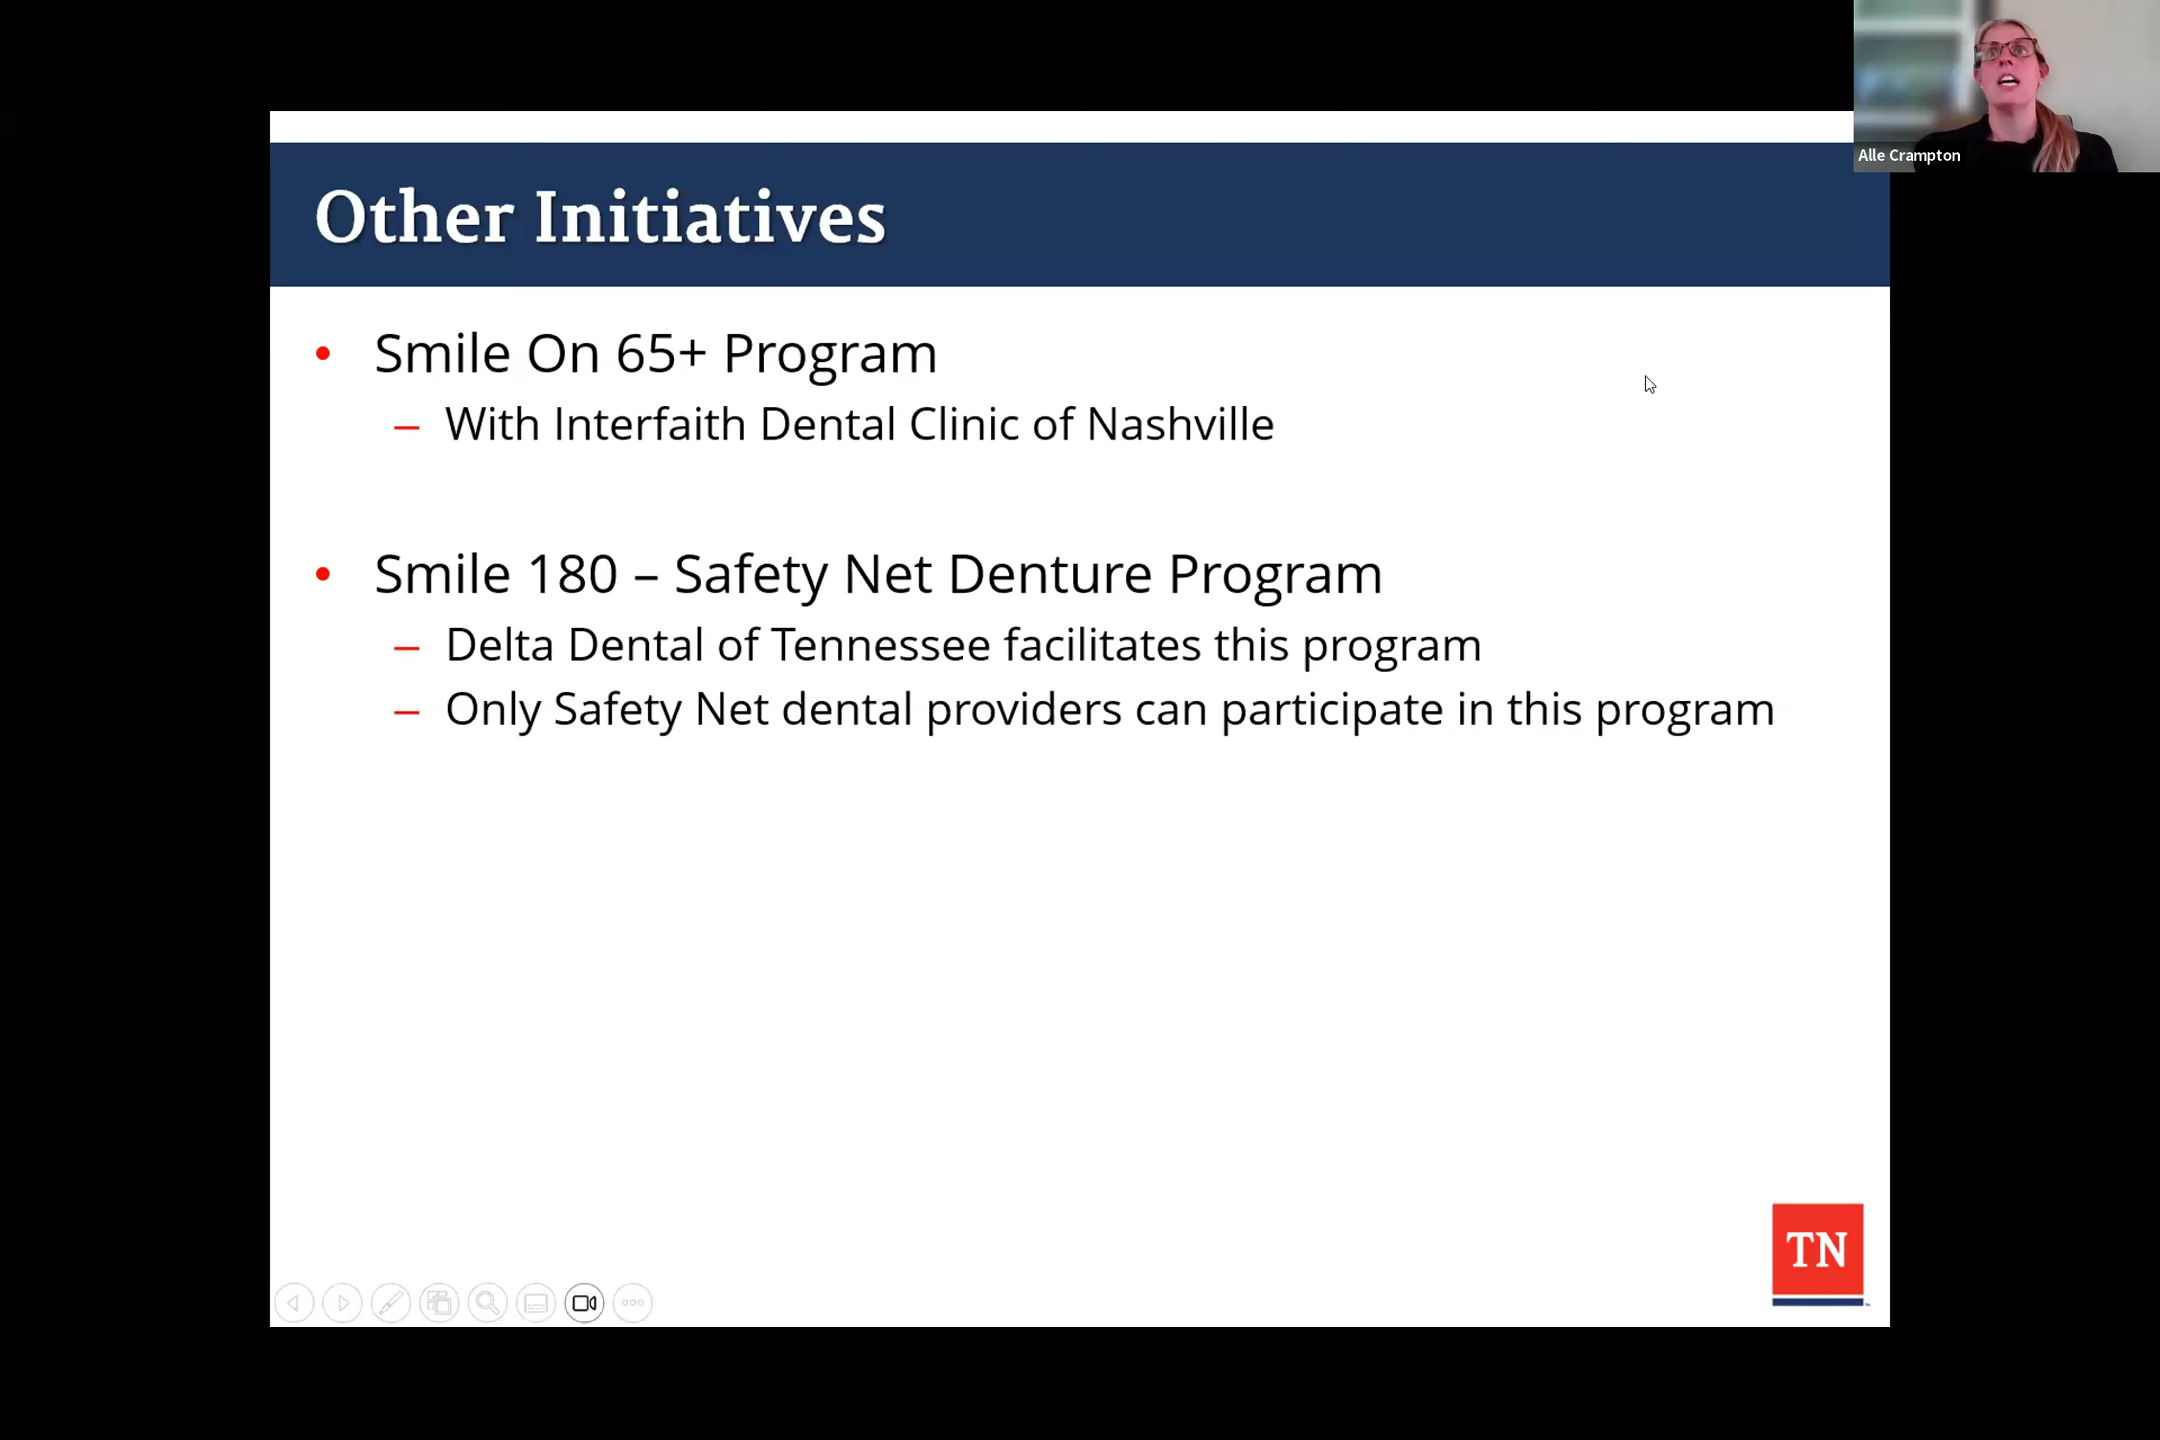 Alle Crampton
Other Initiatives
• Smile On 65+ Program
– With Interfaith Dental Clinic of Nashville
• Smile 180 – Safety Net Denture Program
– Delta Dental of Tennessee facilitates this program
– Only Safety Net dental providers can participate in this program
TN